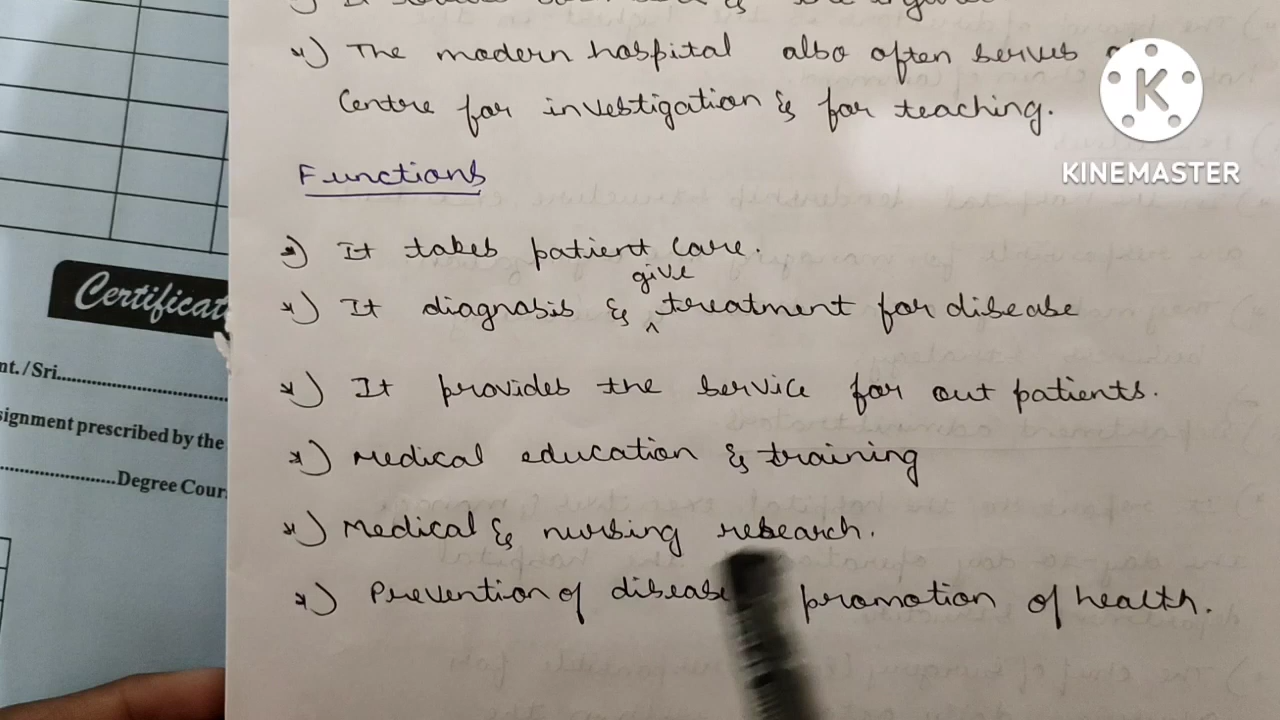 *) The modern hospital also often serves
Centre for investigation & for teaching.
Functions
*) It takes patient care.
give
*) It diagnosis & ^ treatment for disease
*) It provides the service for out patients.
*) Medical education & training
*) Medical & nursing research.
*) Prevention of disease promotion of health.
K
KINEMASTER
Certificat
nt./Sri
signment prescribed by the
Degree Cour